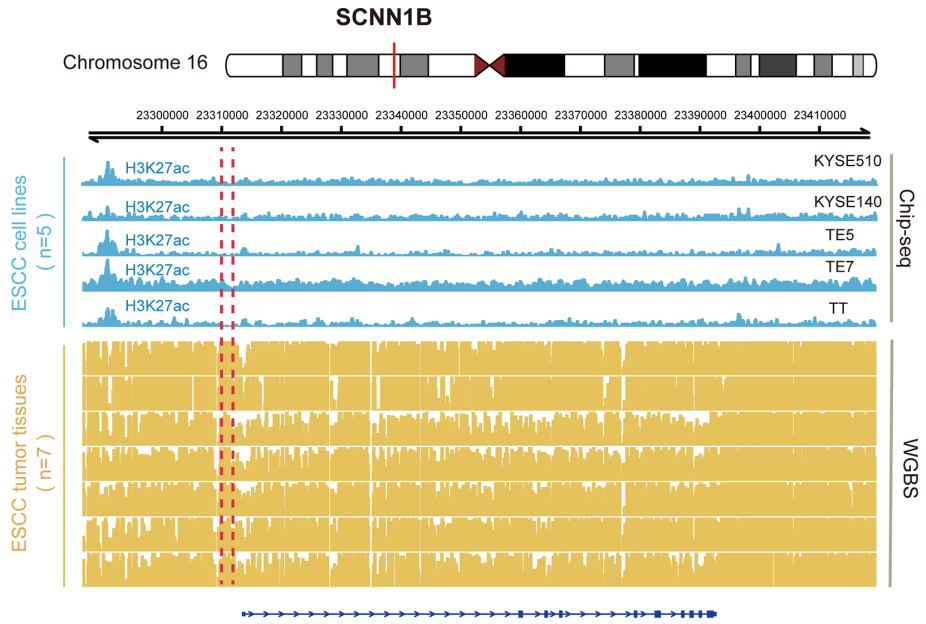 SCNN1B
Chromosome 16
23300000 23310000 23320000 23330000 23340000 23350000 23360000 23370000 23380000 23390000 23400000 23410000
ESCC cell lines
( n=5 )
H3K27ac KYSE510
H3K27ac KYSE140
H3K27ac TE5
H3K27ac TE7
H3K27ac TT
Chip-seq
ESCC tumor tissues
( n=7 )
WGBS